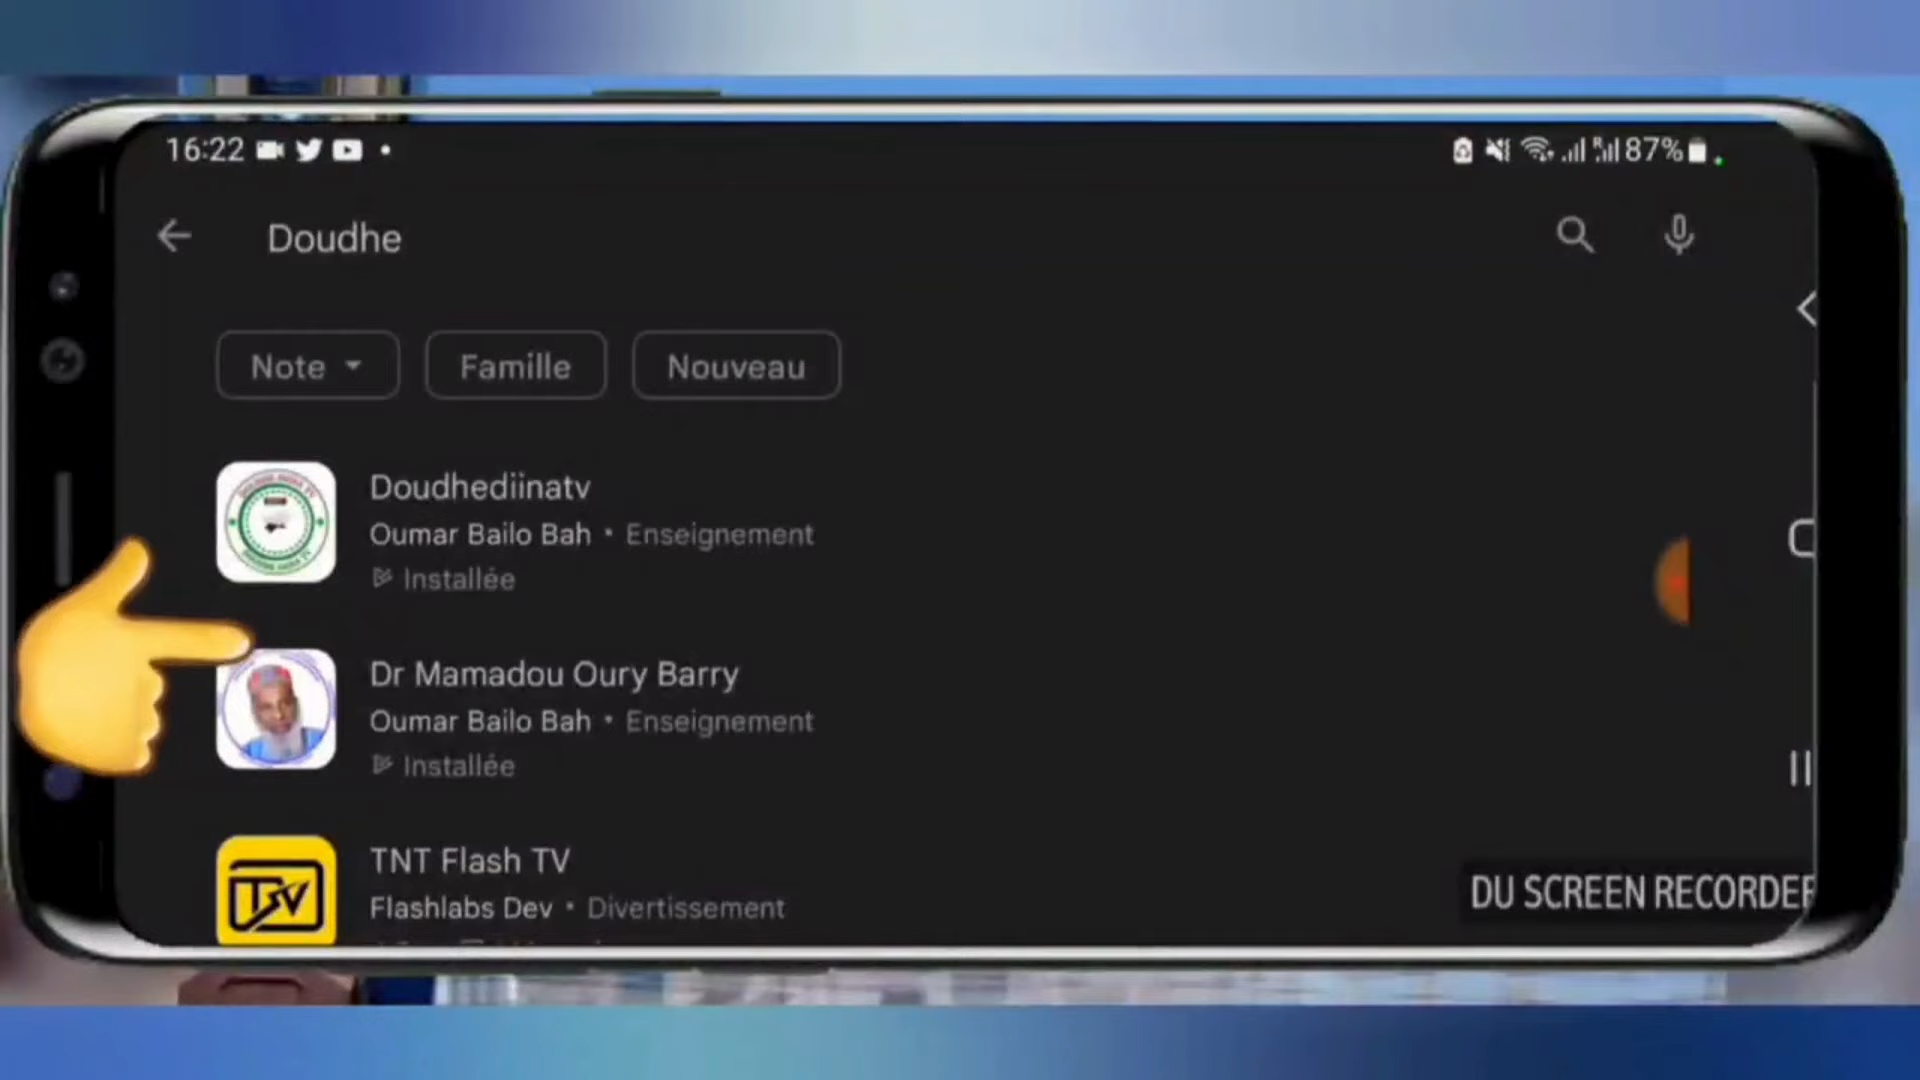 16:22
87%
Doudhe
Note
Famille
Nouveau
Doudhediinatv
Oumar Bailo Bah • Enseignement
Installée
Dr Mamadou Oury Barry
Oumar Bailo Bah • Enseignement
Installée
TNT Flash TV
Flashlabs Dev • Divertissement
DU SCREEN RECORDER